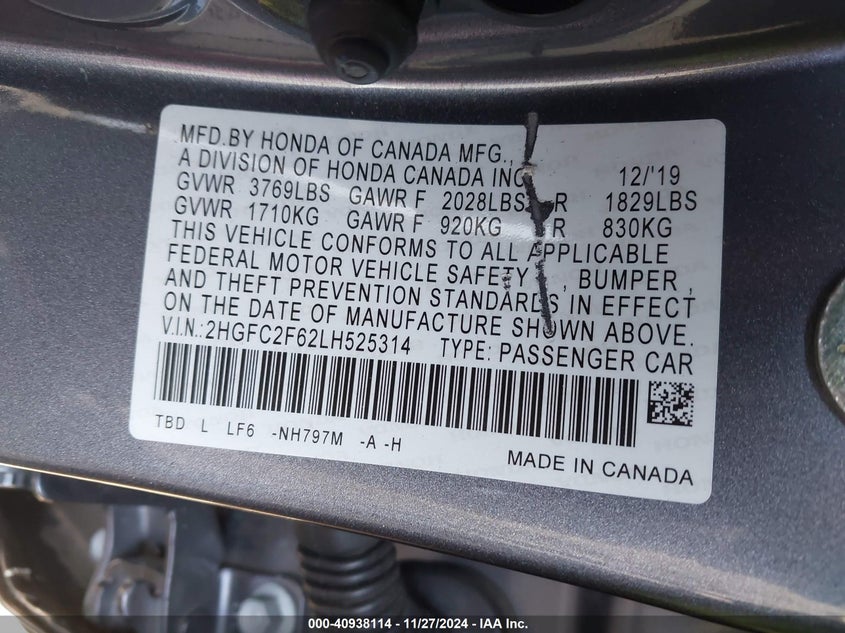 MFD.BY HONDA OF CANADA MFG.,
A DIVISION OF HONDA CANADA INC 12/'19
GVWR 3769LBS GAWR F 2028LBS R 1829LBS
GVWR 1710KG GAWR F 920KG R 830KG
THIS VEHICLE CONFORMS TO ALL APPLICABLE
FEDERAL MOTOR VEHICLE SAFETY , BUMPER ,
AND THEFT PREVENTION STANDARDS IN EFFECT
ON THE DATE OF MANUFACTURE SHOWN ABOVE.
V.I.N.:2HGFC2F62LH525314 TYPE: PASSENGER CAR
TBD L LF6 -NH797M -A -H
MADE IN CANADA
000-40938114 - 11/27/2024 - IAA Inc.